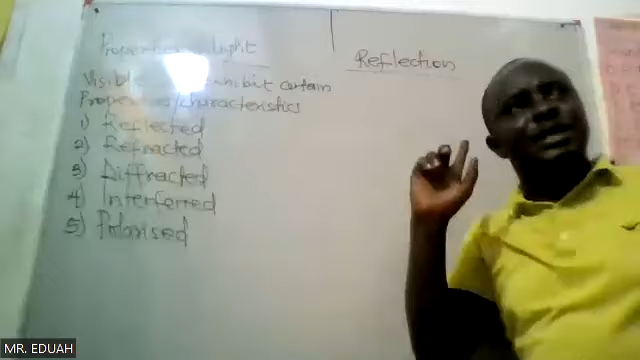 Properties of Light
Visible exhibit certain
Properties/characteristics
1) Reflected
2) Refracted
3) Diffracted
4) Interferred
5) Polarised
Reflection
MR. EDUAH